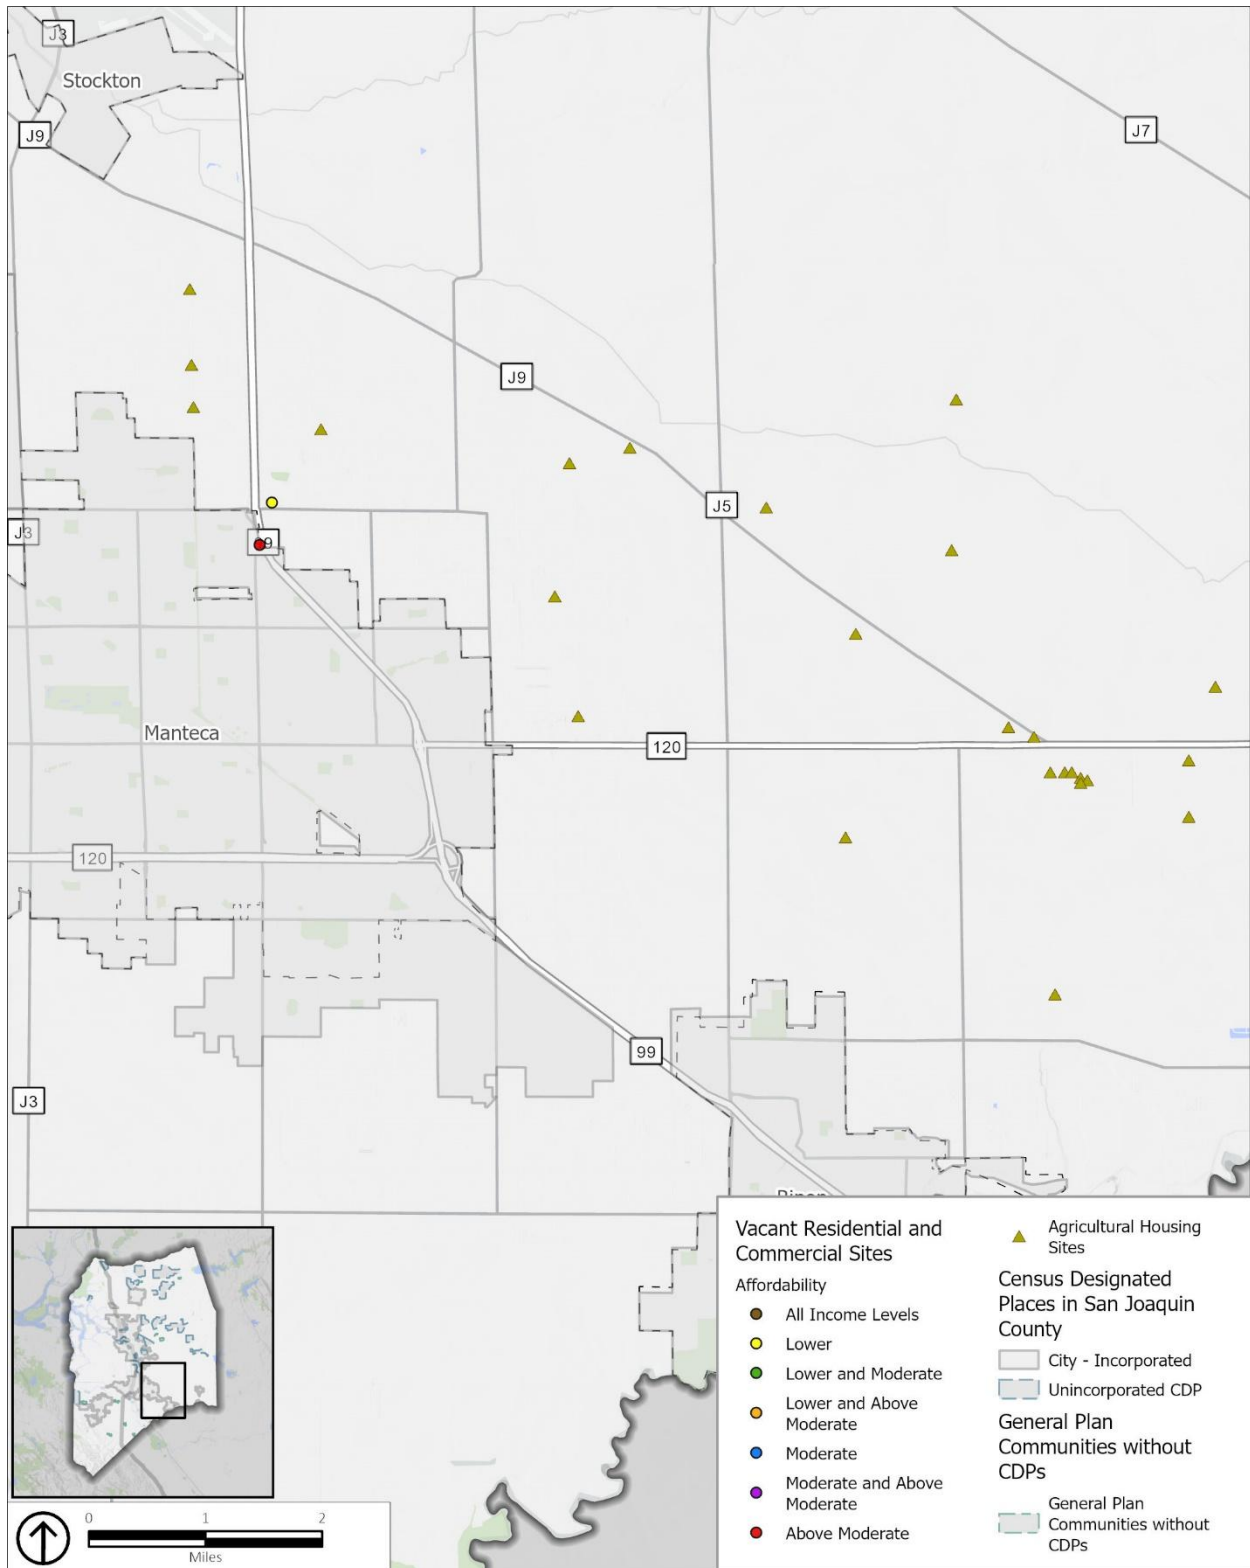 J3
Stockton
J9
J7
J9
J5
J3
99
Manteca
120
120
99
J3
Ripon
Vacant Residential and
Commercial Sites
Affordability
All Income Levels
Lower
Lower and Moderate
Lower and Above
Moderate
Moderate
Moderate and Above
Moderate
Above Moderate
Agricultural Housing
Sites
Census Designated
Places in San Joaquin
County
City - Incorporated
Unincorporated CDP
General Plan
Communities without
CDPs
General Plan
Communities without
CDPs
0 1 2
Miles